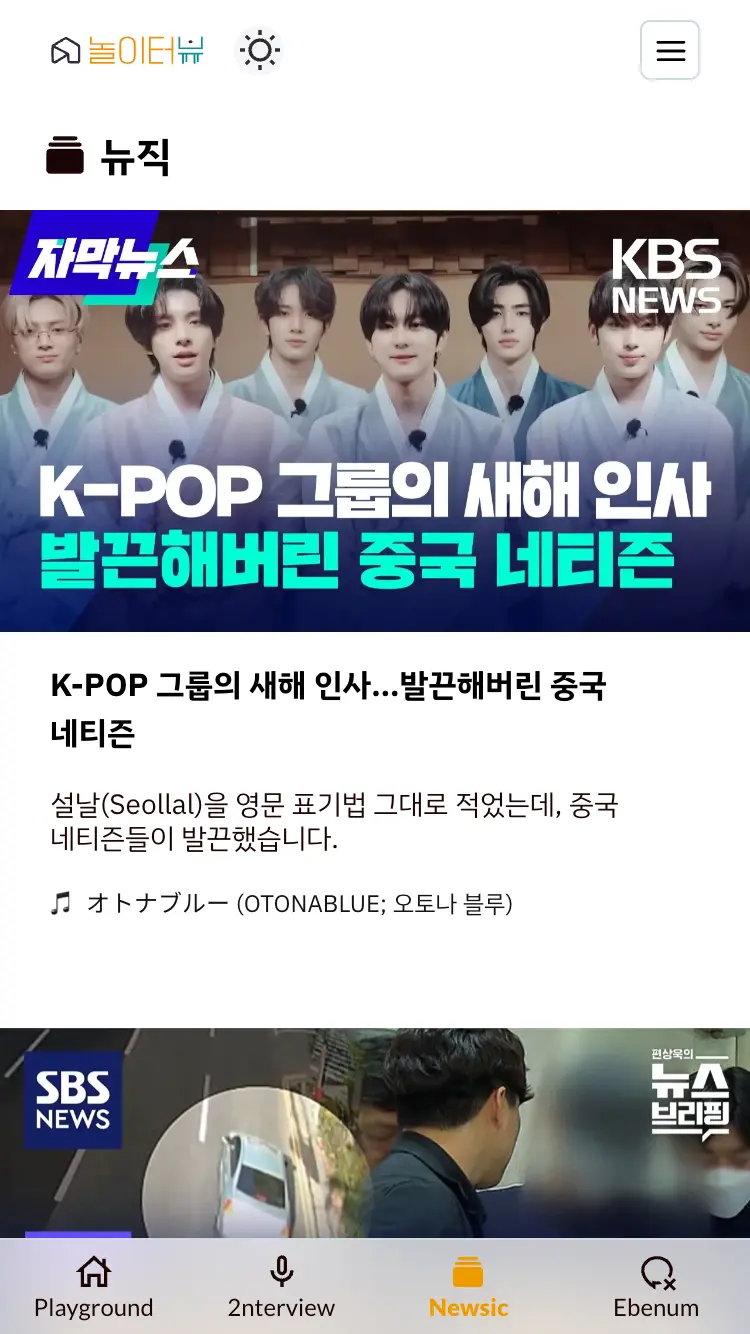 놀이터뷰
뉴직
자막뉴스
KBS
NEWS
K-POP 그룹의 새해 인사
발끈해버린 중국 네티즌
K-POP 그룹의 새해 인사...발끈해버린 중국
네티즌
설날(Seollal)을 영문 표기법 그대로 적었는데, 중국
네티즌들이 발끈했습니다.
オトナブルー (OTONABLUE; 오토나 블루)
SBS
NEWS
편상욱의
뉴스
브리핑
Playground
2nterview
Newsic
Ebenum